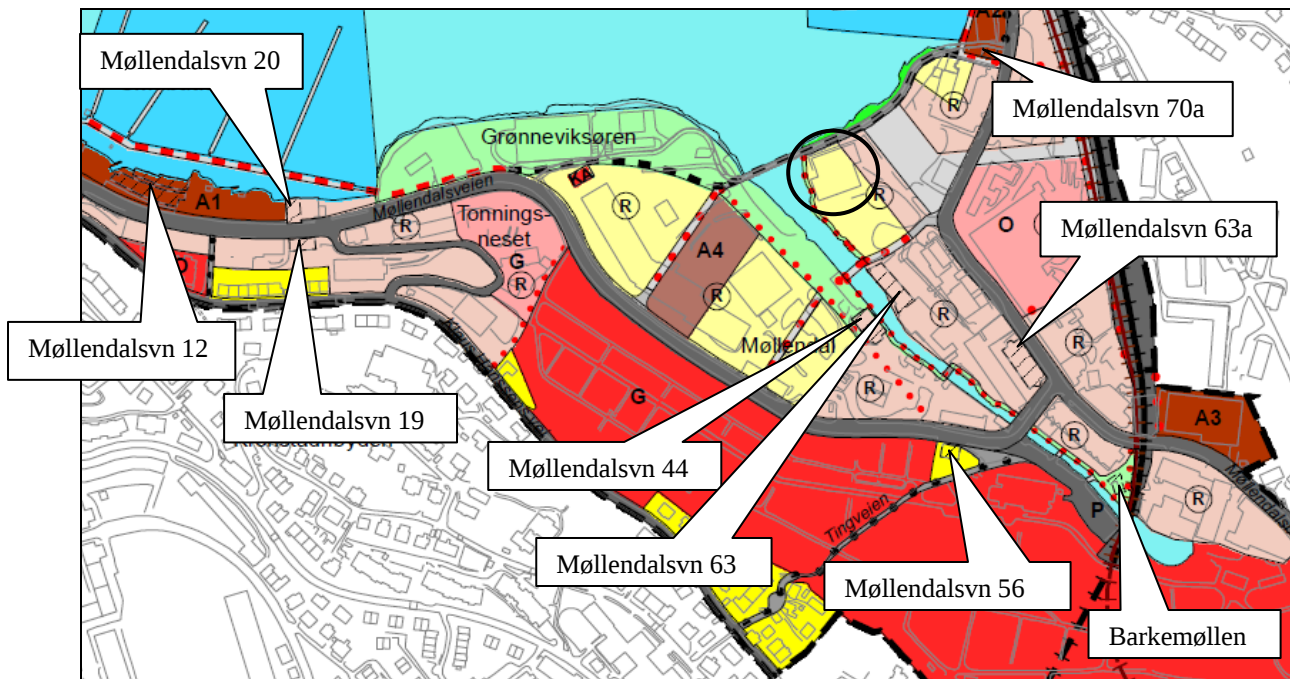 Møllendalsvn 20
A2
Møllendalsvn 70a
R
Grønneviksøren
KA
A1
Møllendalsveien
R
Tonnings-
neset
G
R
R
A4
R
R
O
Møllendalsvn 63a
Møllendalsvn 12
Møllendalsvn 19
Møllendal
R
R
R
G
R
A3
Møllendalsvn 44
R
P
Tingveien
Møllendalsvn 63
Møllendalsvn 56
Barkemøllen